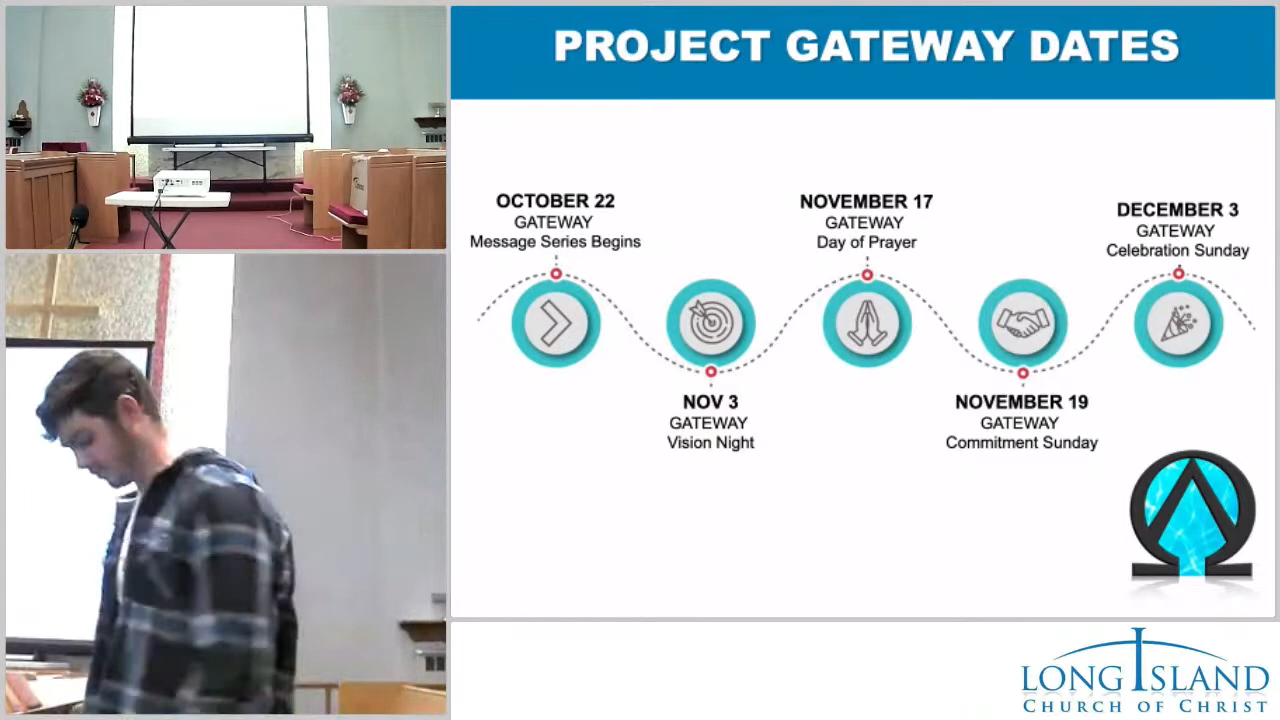 PROJECT GATEWAY DATES
OCTOBER 22
GATEWAY
Message Series Begins
NOV 3
GATEWAY
Vision Night
NOVEMBER 17
GATEWAY
Day of Prayer
NOVEMBER 19
GATEWAY
Commitment Sunday
DECEMBER 3
GATEWAY
Celebration Sunday
LONG ISLAND
CHURCH OF CHRIST